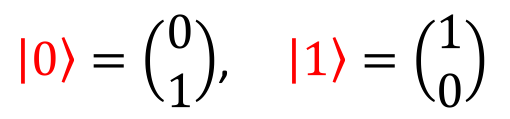 |0⟩ = (0 1), |1⟩ = (1 0)